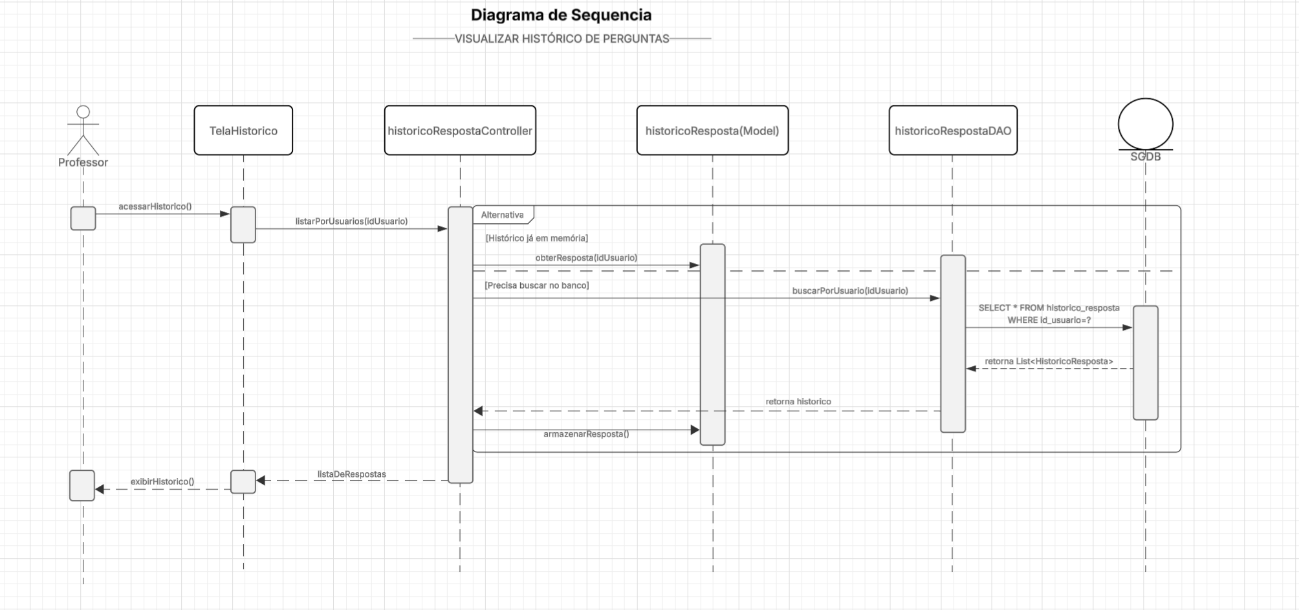 Diagrama de Sequencia
VISUALIZAR HISTÓRICO DE PERGUNTAS
Professor
TelaHistorico
historicoRespostaController
historicoResposta(Model)
historicoRespostaDAO
SGDB
acessarHistorico()
listarPorUsuarios(idUsuario)
Alternativa
[Histórico já em memória]
obterResposta(idUsuario)
[Precisa buscar no banco]
buscarPorUsuario(idUsuario)
SELECT * FROM historico_resposta
WHERE id_usuario=?
retorna List<HistoricoResposta>
retorna historico
armazenarResposta()
listaDeRespostas
exibirHistorico()